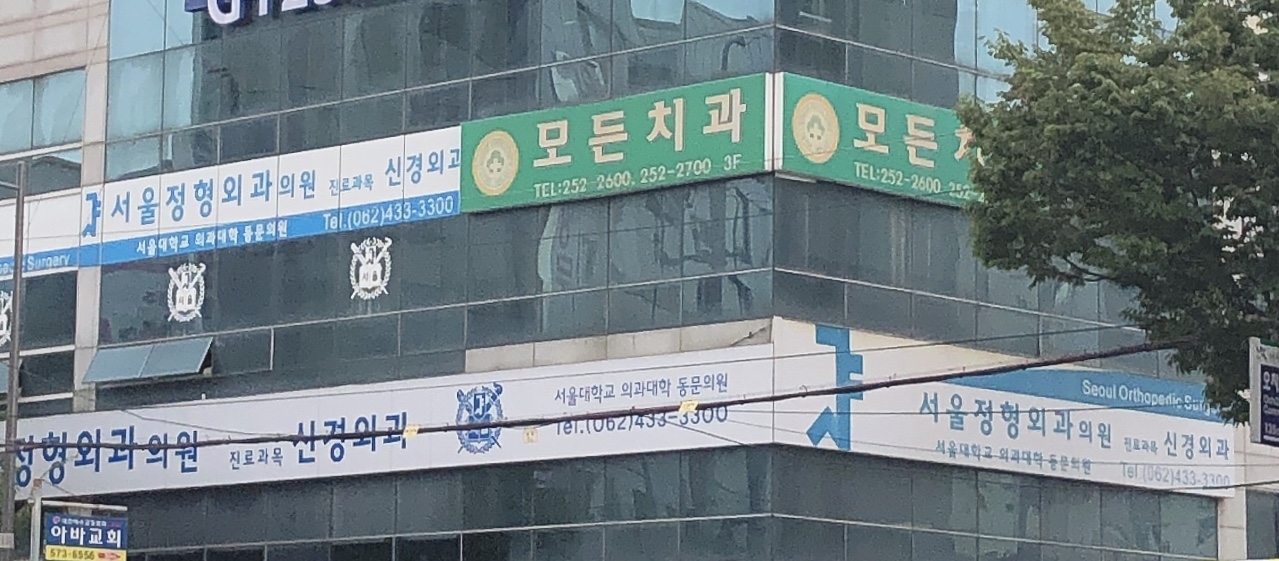 모든치과
TEL:252-2600. 252-2700 3F
모든
TEL:252-2600
서울정형외과의원 진료과목 신경외과
서울대학교 의과대학 동문의원 Tel.(062)433-3300
Surgery
정형외과의원 진료과목 신경외과
서울대학교 의과대학 동문의원
Tel.(062)433-3300
Seoul Orthopedic
서울정형외과의원 진료과목 신경외과
서울대학교 의과대학 동문의원 Tel.(062)433-3300
아바교회
573-6556